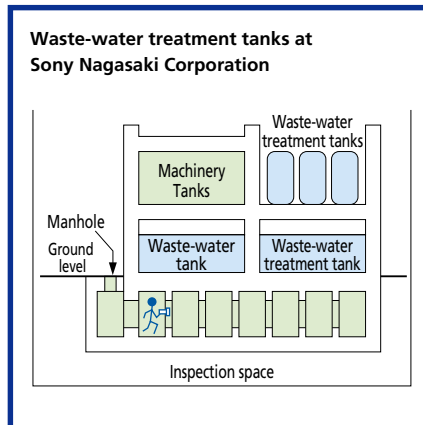 Waste-water treatment tanks at
Sony Nagasaki Corporation
Waste-water
treatment tanks
Machinery
Tanks
Manhole
Ground
level
Waste-water
tank
Waste-water
treatment tank
Inspection space